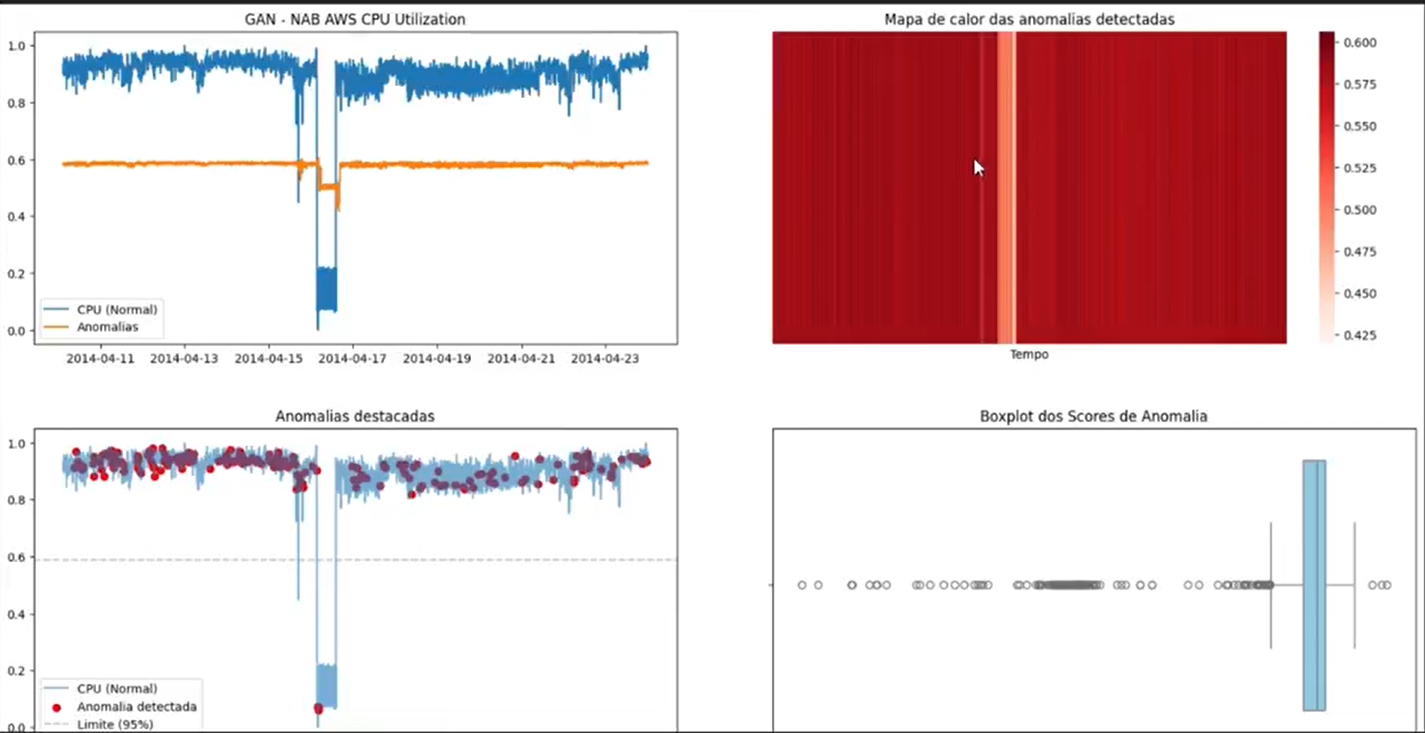 GAN - NAB AWS CPU Utilization
1.0
0.8
0.6
0.4
0.2
0.0
CPU (Normal)
Anomalias
2014-04-11 2014-04-13 2014-04-15 2014-04-17 2014-04-19 2014-04-21 2014-04-23
Mapa de calor das anomalias detectadas
0.600
0.575
0.550
0.525
0.500
0.475
0.450
0.425
Tempo
Anomalias destacadas
1.0
0.8
0.6
0.4
0.2
0.0
CPU (Normal)
Anomalia detectada
Limite (95%)
Boxplot dos Scores de Anomalia